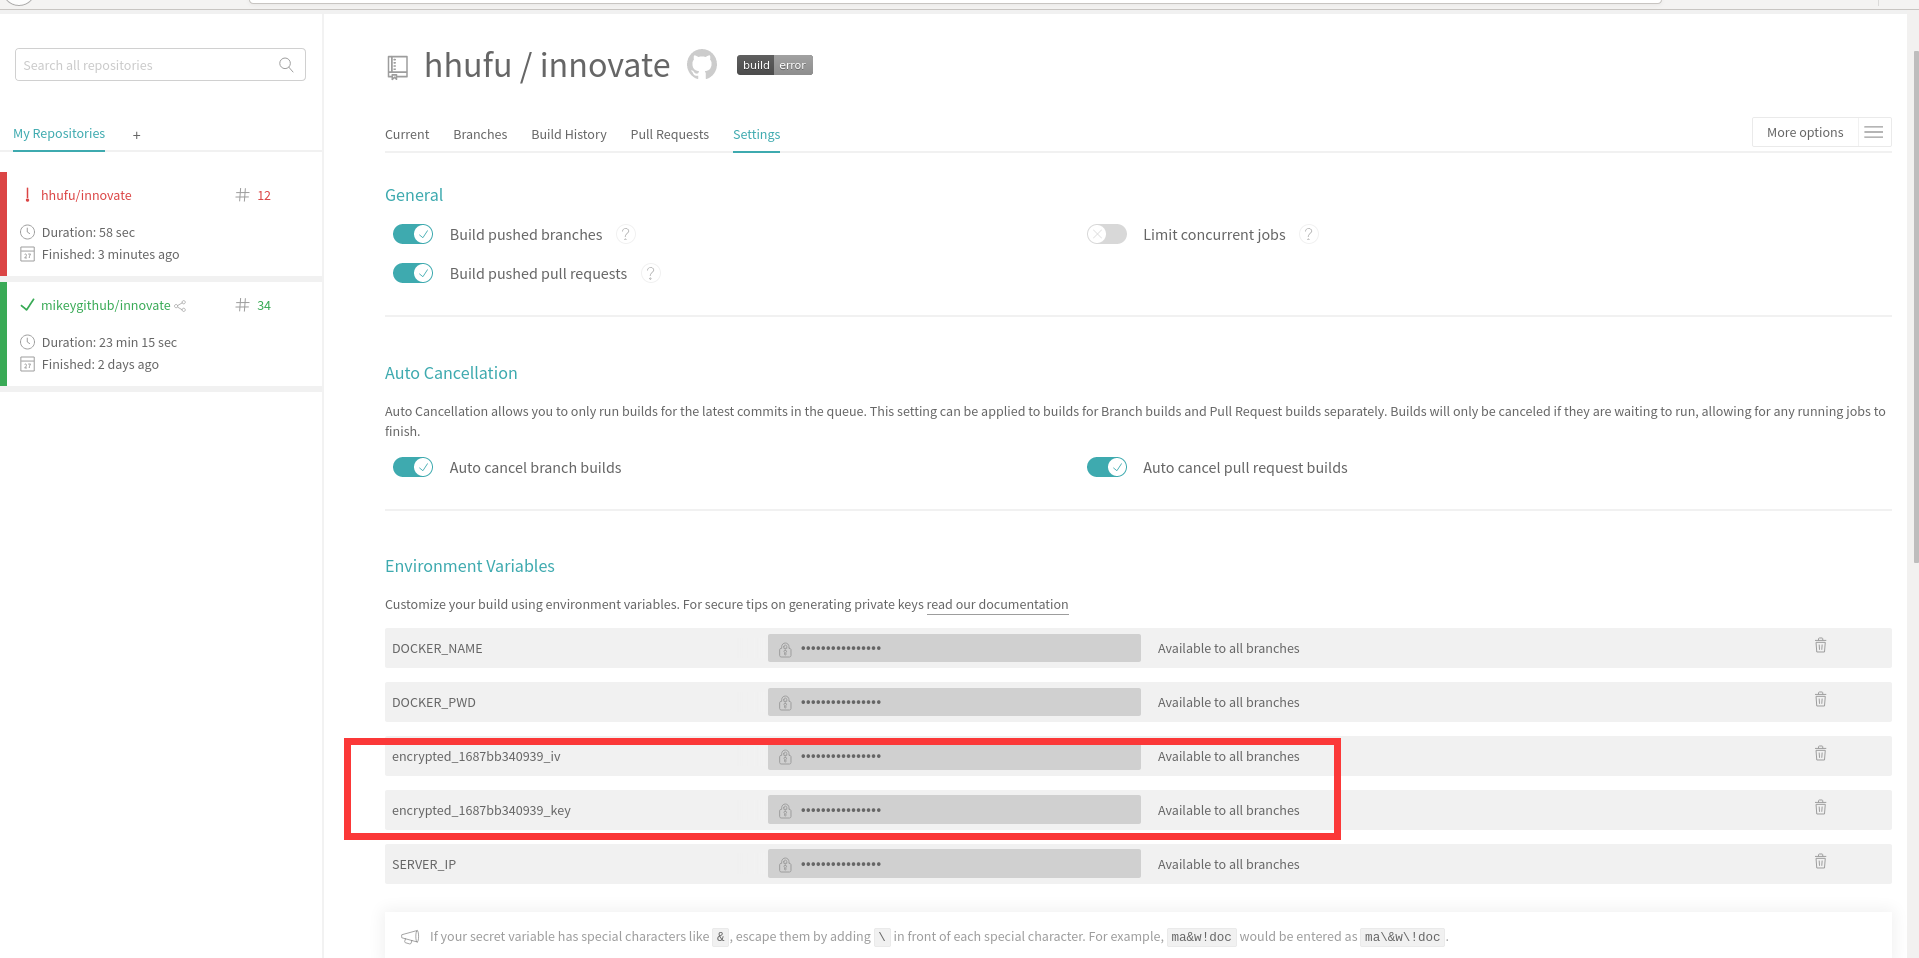 Search all repositories
My Repositories +
! hhufu/innovate # 12
Duration: 58 sec
Finished: 3 minutes ago
mikeygithub/innovate # 34
Duration: 23 min 15 sec
Finished: 2 days ago
hhufu / innovate build error
Current Branches Build History Pull Requests Settings More options
General
Build pushed branches ? Limit concurrent jobs ?
Build pushed pull requests ?
Auto Cancellation
Auto Cancellation allows you to only run builds for the latest commits in the queue. This setting can be applied to builds for Branch builds and Pull Request builds separately. Builds will only be canceled if they are waiting to run, allowing for any running jobs to
finish.
Auto cancel branch builds Auto cancel pull request builds
Environment Variables
Customize your build using environment variables. For secure tips on generating private keys read our documentation
DOCKER_NAME •••••••••••••••• Available to all branches
DOCKER_PWD •••••••••••••••• Available to all branches
encrypted_1687bb340939_iv •••••••••••••••• Available to all branches
encrypted_1687bb340939_key •••••••••••••••• Available to all branches
SERVER_IP •••••••••••••••• Available to all branches
If your secret variable has special characters like & , escape them by adding \ in front of each special character. For example, ma&w!doc would be entered as ma\&w\!doc .